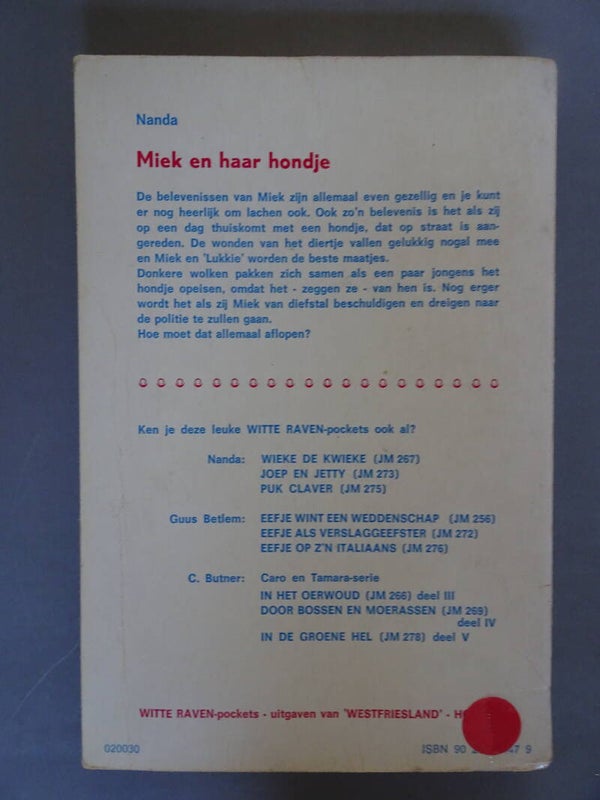 Nanda
Miek en haar hondje
De belevenissen van Miek zijn allemaal even gezellig en je kunt
er nog heerlijk om lachen ook. Ook zo'n belevenis is het als zij
op een dag thuiskomt met een hondje, dat op straat is aan-
gereden. De wonden van het diertje vallen gelukkig nogal mee
en Miek en 'Lukkie' worden de beste maatjes.
Donkere wolken pakken zich samen als een paar jongens het
hondje opeisen, omdat het - zeggen ze - van hen is. Nog erger
wordt het als zij Miek van diefstal beschuldigen en dreigen naar
de politie te zullen gaan.
Hoe moet dat allemaal aflopen?
Ken je deze leuke WITTE RAVEN-pockets ook al?
Nanda: WIEKE DE KWIEKE (JM 267)
JOEP EN JETTY (JM 273)
PUK CLAVER (JM 275)
Guus Betlem: EEFJE WINT EEN WEDDENSCHAP (JM 256)
EEFJE ALS VERSLAGGEEFSTER (JM 272)
EEFJE OP Z'N ITALIAANS (JM 276)
C. Butner: Caro en Tamara-serie
IN HET OERWOUD (JM 266) deel III
DOOR BOSSEN EN MOERASSEN (JM 269)
deel IV
IN DE GROENE HEL (JM 278) deel V
WITTE RAVEN-pockets - uitgaven van 'WESTFRIESLAND' -
020030 ISBN 90 2 47 9